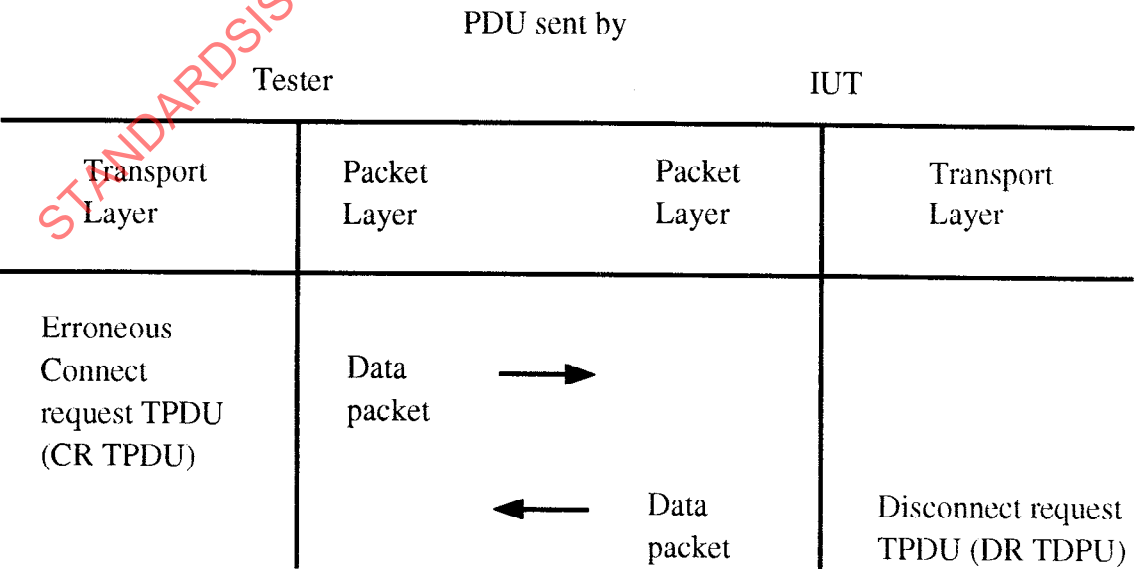 PDU sent by
Tester
IUT
Transport
Layer
Packet
Layer
Packet
Layer
Transport
Layer
Erroneous
Connect
request TPDU
(CR TPDU)
Data
packet
Data
packet
Disconnect request
TPDU (DR TDPU)
STANDARDSIS